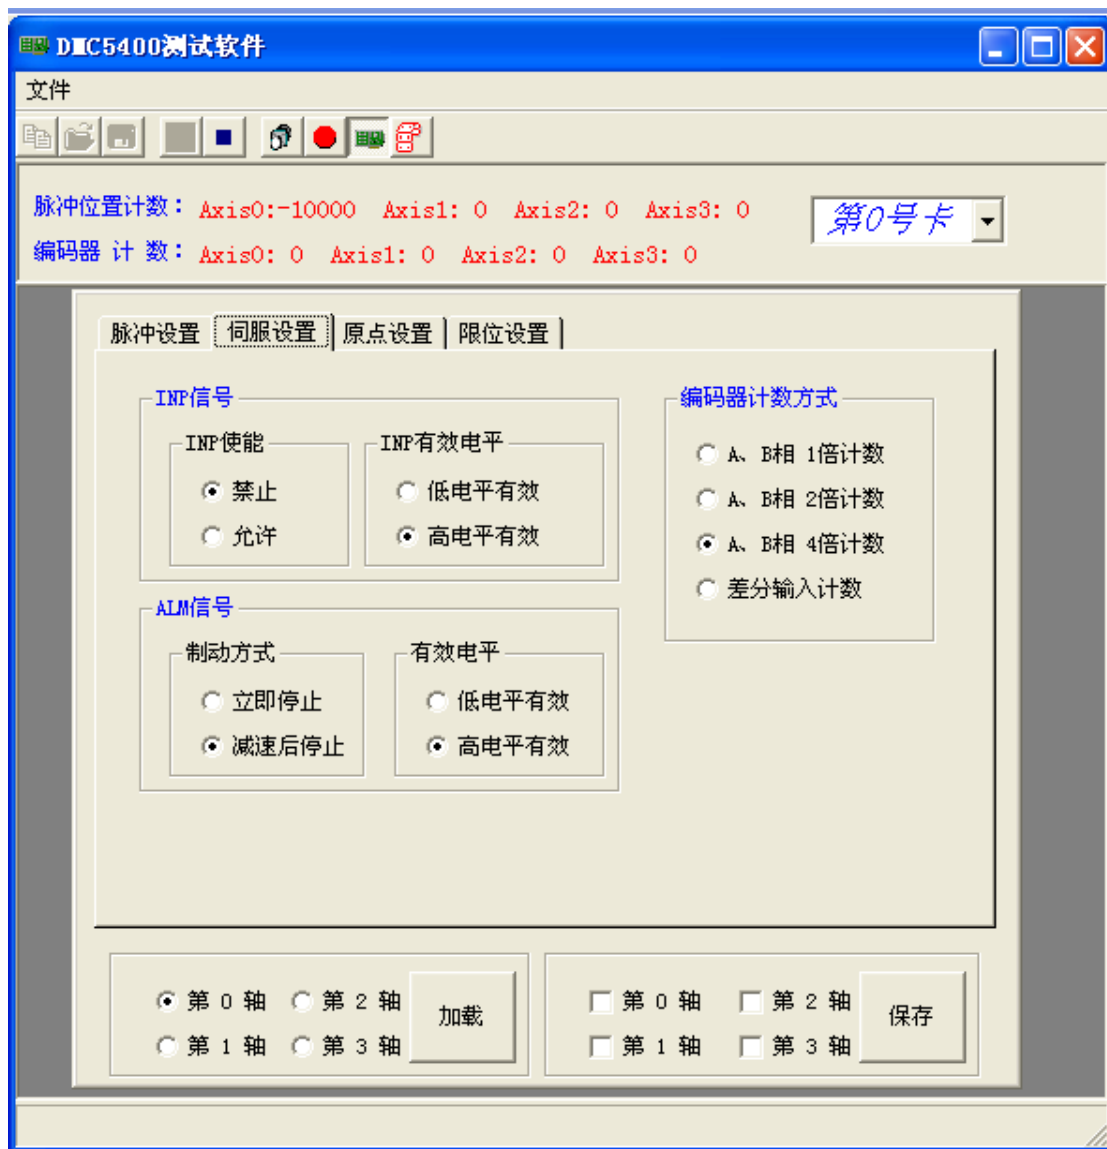 DMC5400测试软件
文件
脉冲位置计数： Axis0:-10000 Axis1: 0 Axis2: 0 Axis3: 0
第0号卡
编码器 计 数： Axis0: 0 Axis1: 0 Axis2: 0 Axis3: 0
脉冲设置 伺服设置 原点设置 限位设置
INP信号
INP使能
禁止
允许
INP有效电平
低电平有效
高电平有效
编码器计数方式
A、B相 1倍计数
A、B相 2倍计数
A、B相 4倍计数
差分输入计数
ALM信号
制动方式
立即停止
减速后停止
有效电平
低电平有效
高电平有效
第 0 轴 第 2 轴
第 1 轴 第 3 轴
加载
第 0 轴 第 2 轴
第 1 轴 第 3 轴
保存